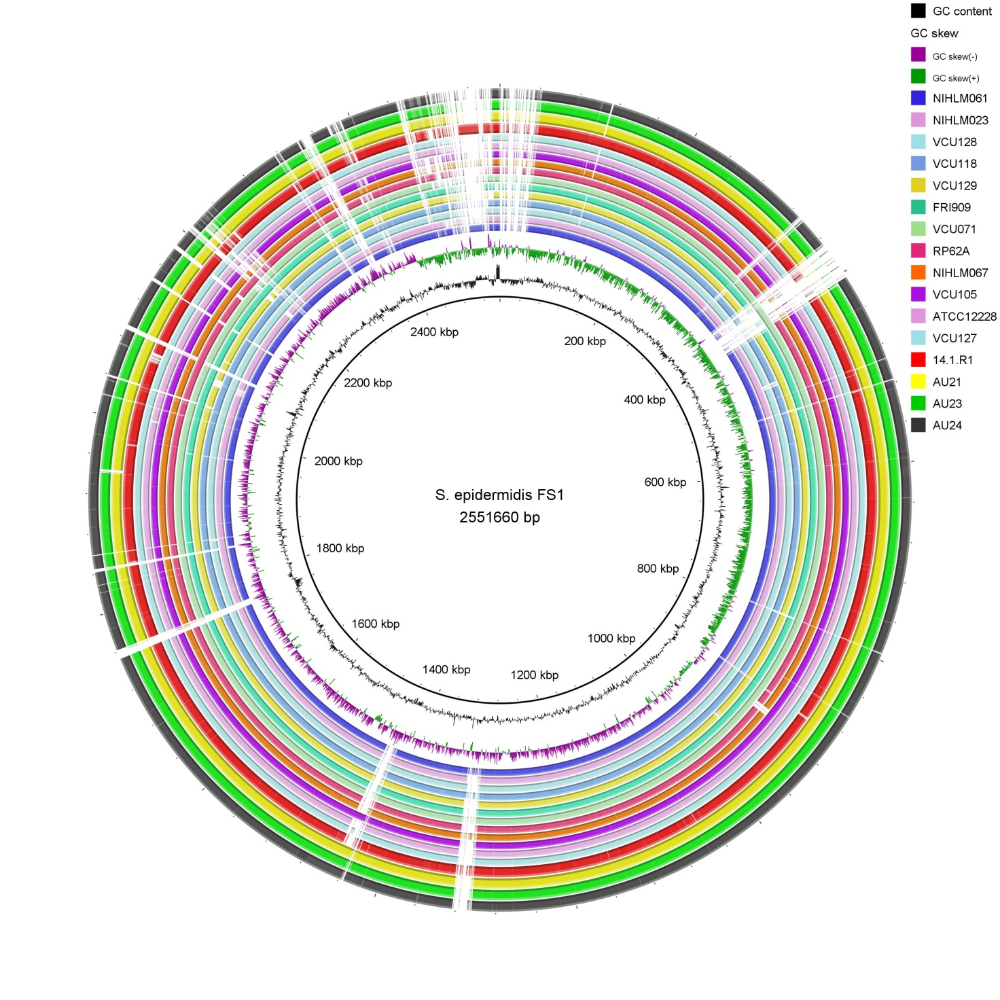 GC content
GC skew
GC skew(-)
GC skew(+)
NIHLM061
NIHLM023
VCU128
VCU118
VCU129
FRI909
VCU071
RP62A
NIHLM067
VCU105
ATCC12228
VCU127
14.1.R1
AU21
AU23
AU24
200 kbp
400 kbp
600 kbp
800 kbp
1000 kbp
1200 kbp
1400 kbp
1600 kbp
1800 kbp
2000 kbp
2200 kbp
2400 kbp
S. epidermidis FS1
2551660 bp